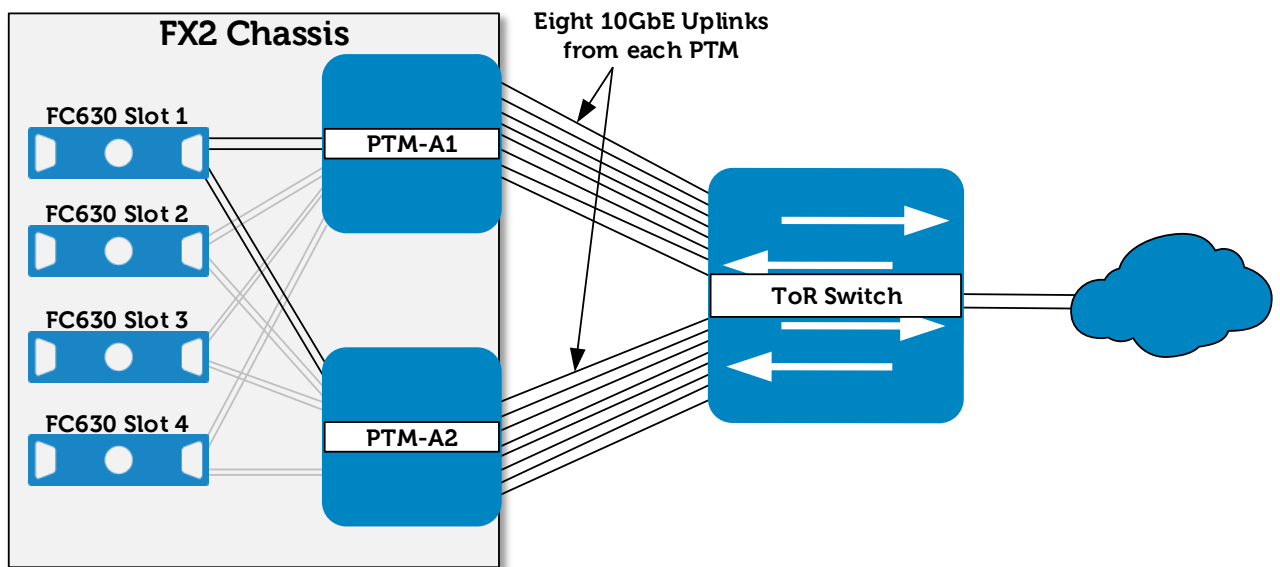 FX2 Chassis
Eight 10GbE Uplinks
from each PTM
FC630 Slot 1
PTM-A1
FC630 Slot 2
ToR Switch
FC630 Slot 3
FC630 Slot 4
PTM-A2